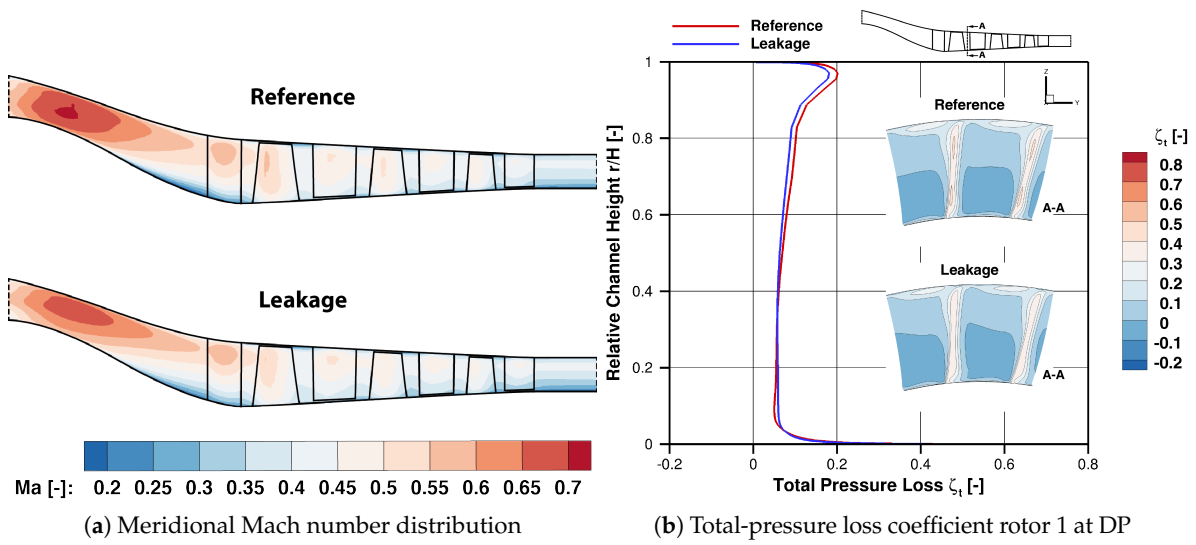 Reference
Leakage
Ma [-]: 0.2 0.25 0.3 0.35 0.4 0.45 0.5 0.55 0.6 0.65 0.7
(a) Meridional Mach number distribution
Reference
Leakage
A
A
Relative Channel Height r/H [-]
1
0.8
0.6
0.4
0.2
0
-0.2 0 0.2 0.4 0.6 0.8
Total Pressure Loss ζt [-]
Z
Y
Reference
A-A
Leakage
A-A
ζt [-]
0.8
0.6
0.5
0.4
0.3
0.2
0.1
0
-0.1
-0.2
(b) Total-pressure loss coefficient rotor 1 at DP